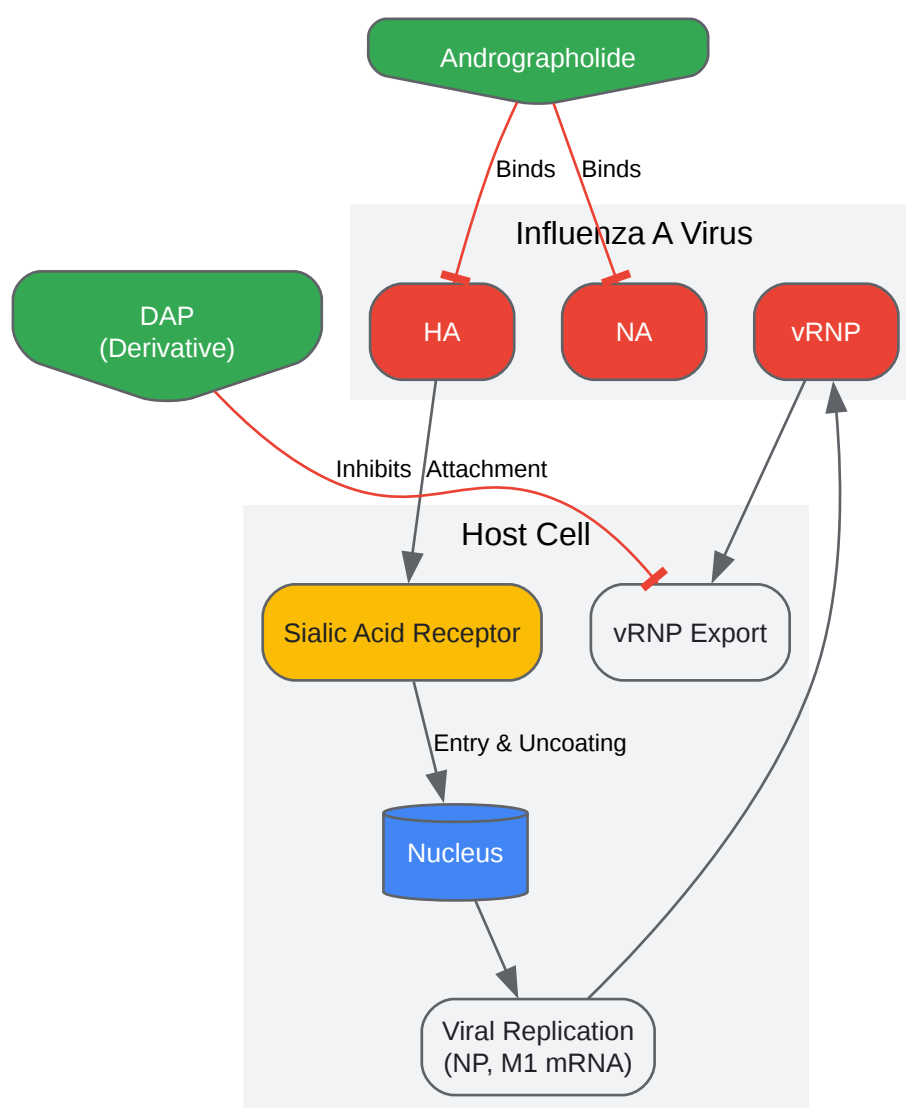 Andrographolide
Binds
Binds
Influenza A Virus
DAP
(Derivative)
HA
NA
vRNP
Inhibits
Attachment
Host Cell
Sialic Acid Receptor
vRNP Export
Entry & Uncoating
Nucleus
Viral Replication
(NP, M1 mRNA)